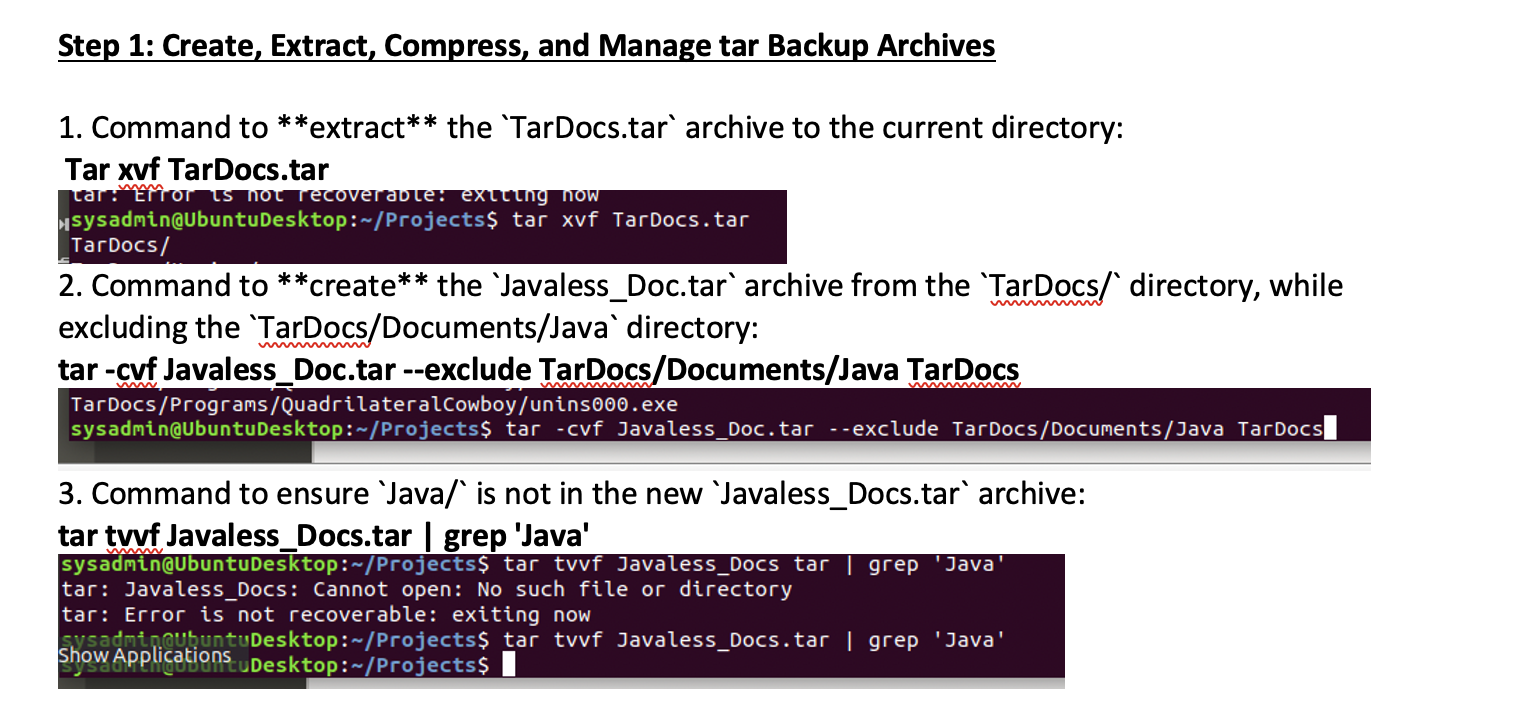 Step 1: Create, Extract, Compress, and Manage tar Backup Archives
1. Command to **extract** the `TarDocs.tar` archive to the current directory:
Tar xvf TarDocs.tar
tar: Error is not recoverable: exiting now
sysadmin@UbuntuDesktop:~/Projects$ tar xvf TarDocs.tar
TarDocs/
2. Command to **create** the `Javaless_Doc.tar` archive from the `TarDocs/` directory, while
excluding the `TarDocs/Documents/Java` directory:
tar -cvf Javaless_Doc.tar --exclude TarDocs/Documents/Java TarDocs
TarDocs/Programs/QuadrilateralCowboy/unins000.exe
sysadmin@UbuntuDesktop:~/Projects$ tar -cvf Javaless_Doc.tar --exclude TarDocs/Documents/Java TarDocs
3. Command to ensure `Java/` is not in the new `Javaless_Docs.tar` archive:
tar tvvf Javaless_Docs.tar | grep 'Java'
sysadmin@UbuntuDesktop:~/Projects$ tar tvvf Javaless_Docs tar | grep 'Java'
tar: Javaless_Docs: Cannot open: No such file or directory
tar: Error is not recoverable: exiting now
sysadmin@UbuntuDesktop:~/Projects$ tar tvvf Javaless_Docs.tar | grep 'Java'
Show Applications
sysadmin@UbuntuDesktop:~/Projects$